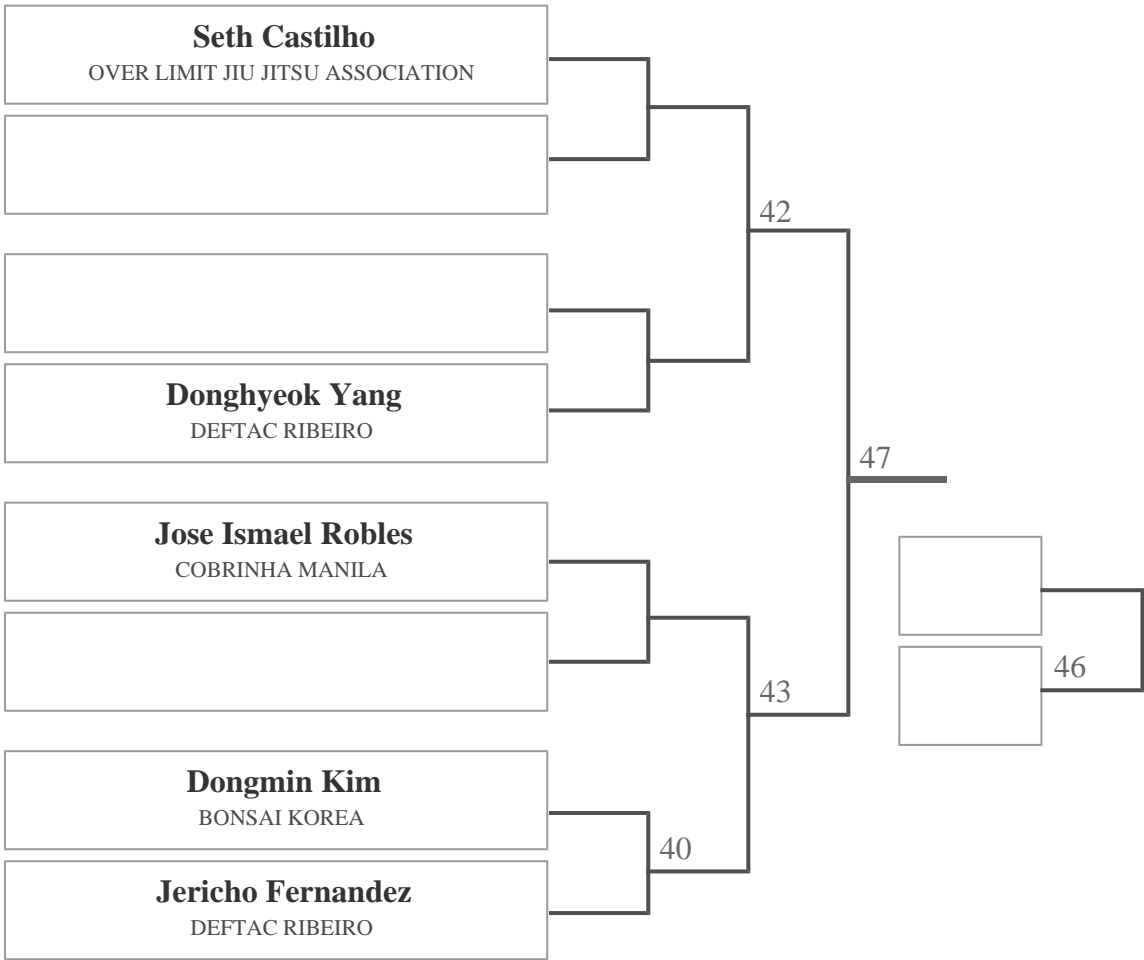 Seth Castilho
OVER LIMIT JIU JITSU ASSOCIATION
42
Donghyeok Yang
DEFTAC RIBEIRO
47
Jose Ismael Robles
COBRINHA MANILA
46
43
Dongmin Kim
BONSAI KOREA
40
Jericho Fernandez
DEFTAC RIBEIRO